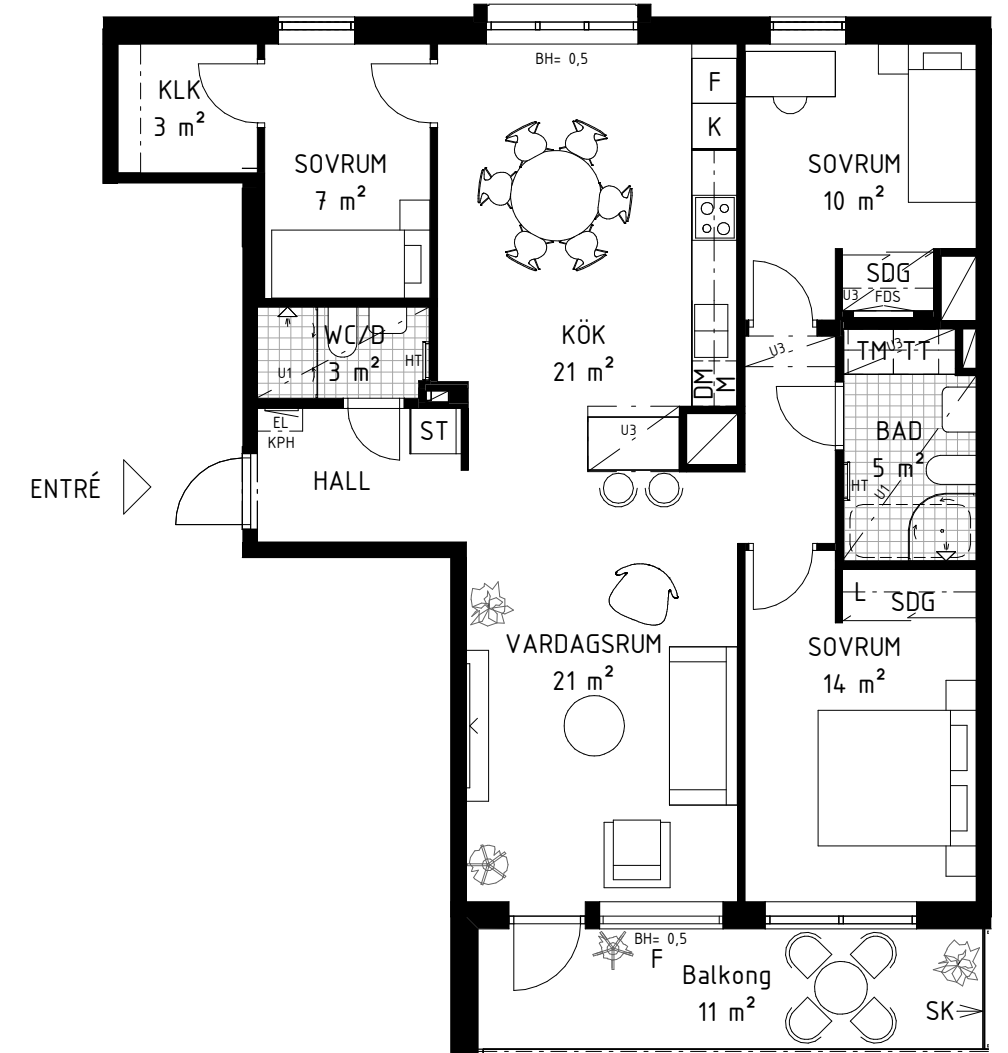 BH= 0,5
KLK
3 m²
F
K
SOVRUM
7 m²
SOVRUM
10 m²
SDG
U3
FDS
WC/D
3 m²
U1
HT
KÖK
21 m²
U3
TM
U3
TT
DM
M
EL
KPH
ST
U3
BAD
5 m²
HT
U1
ENTRÉ
HALL
L
SDG
VARDAGSRUM
21 m²
SOVRUM
14 m²
BH= 0,5
F
Balkong
11 m²
SK